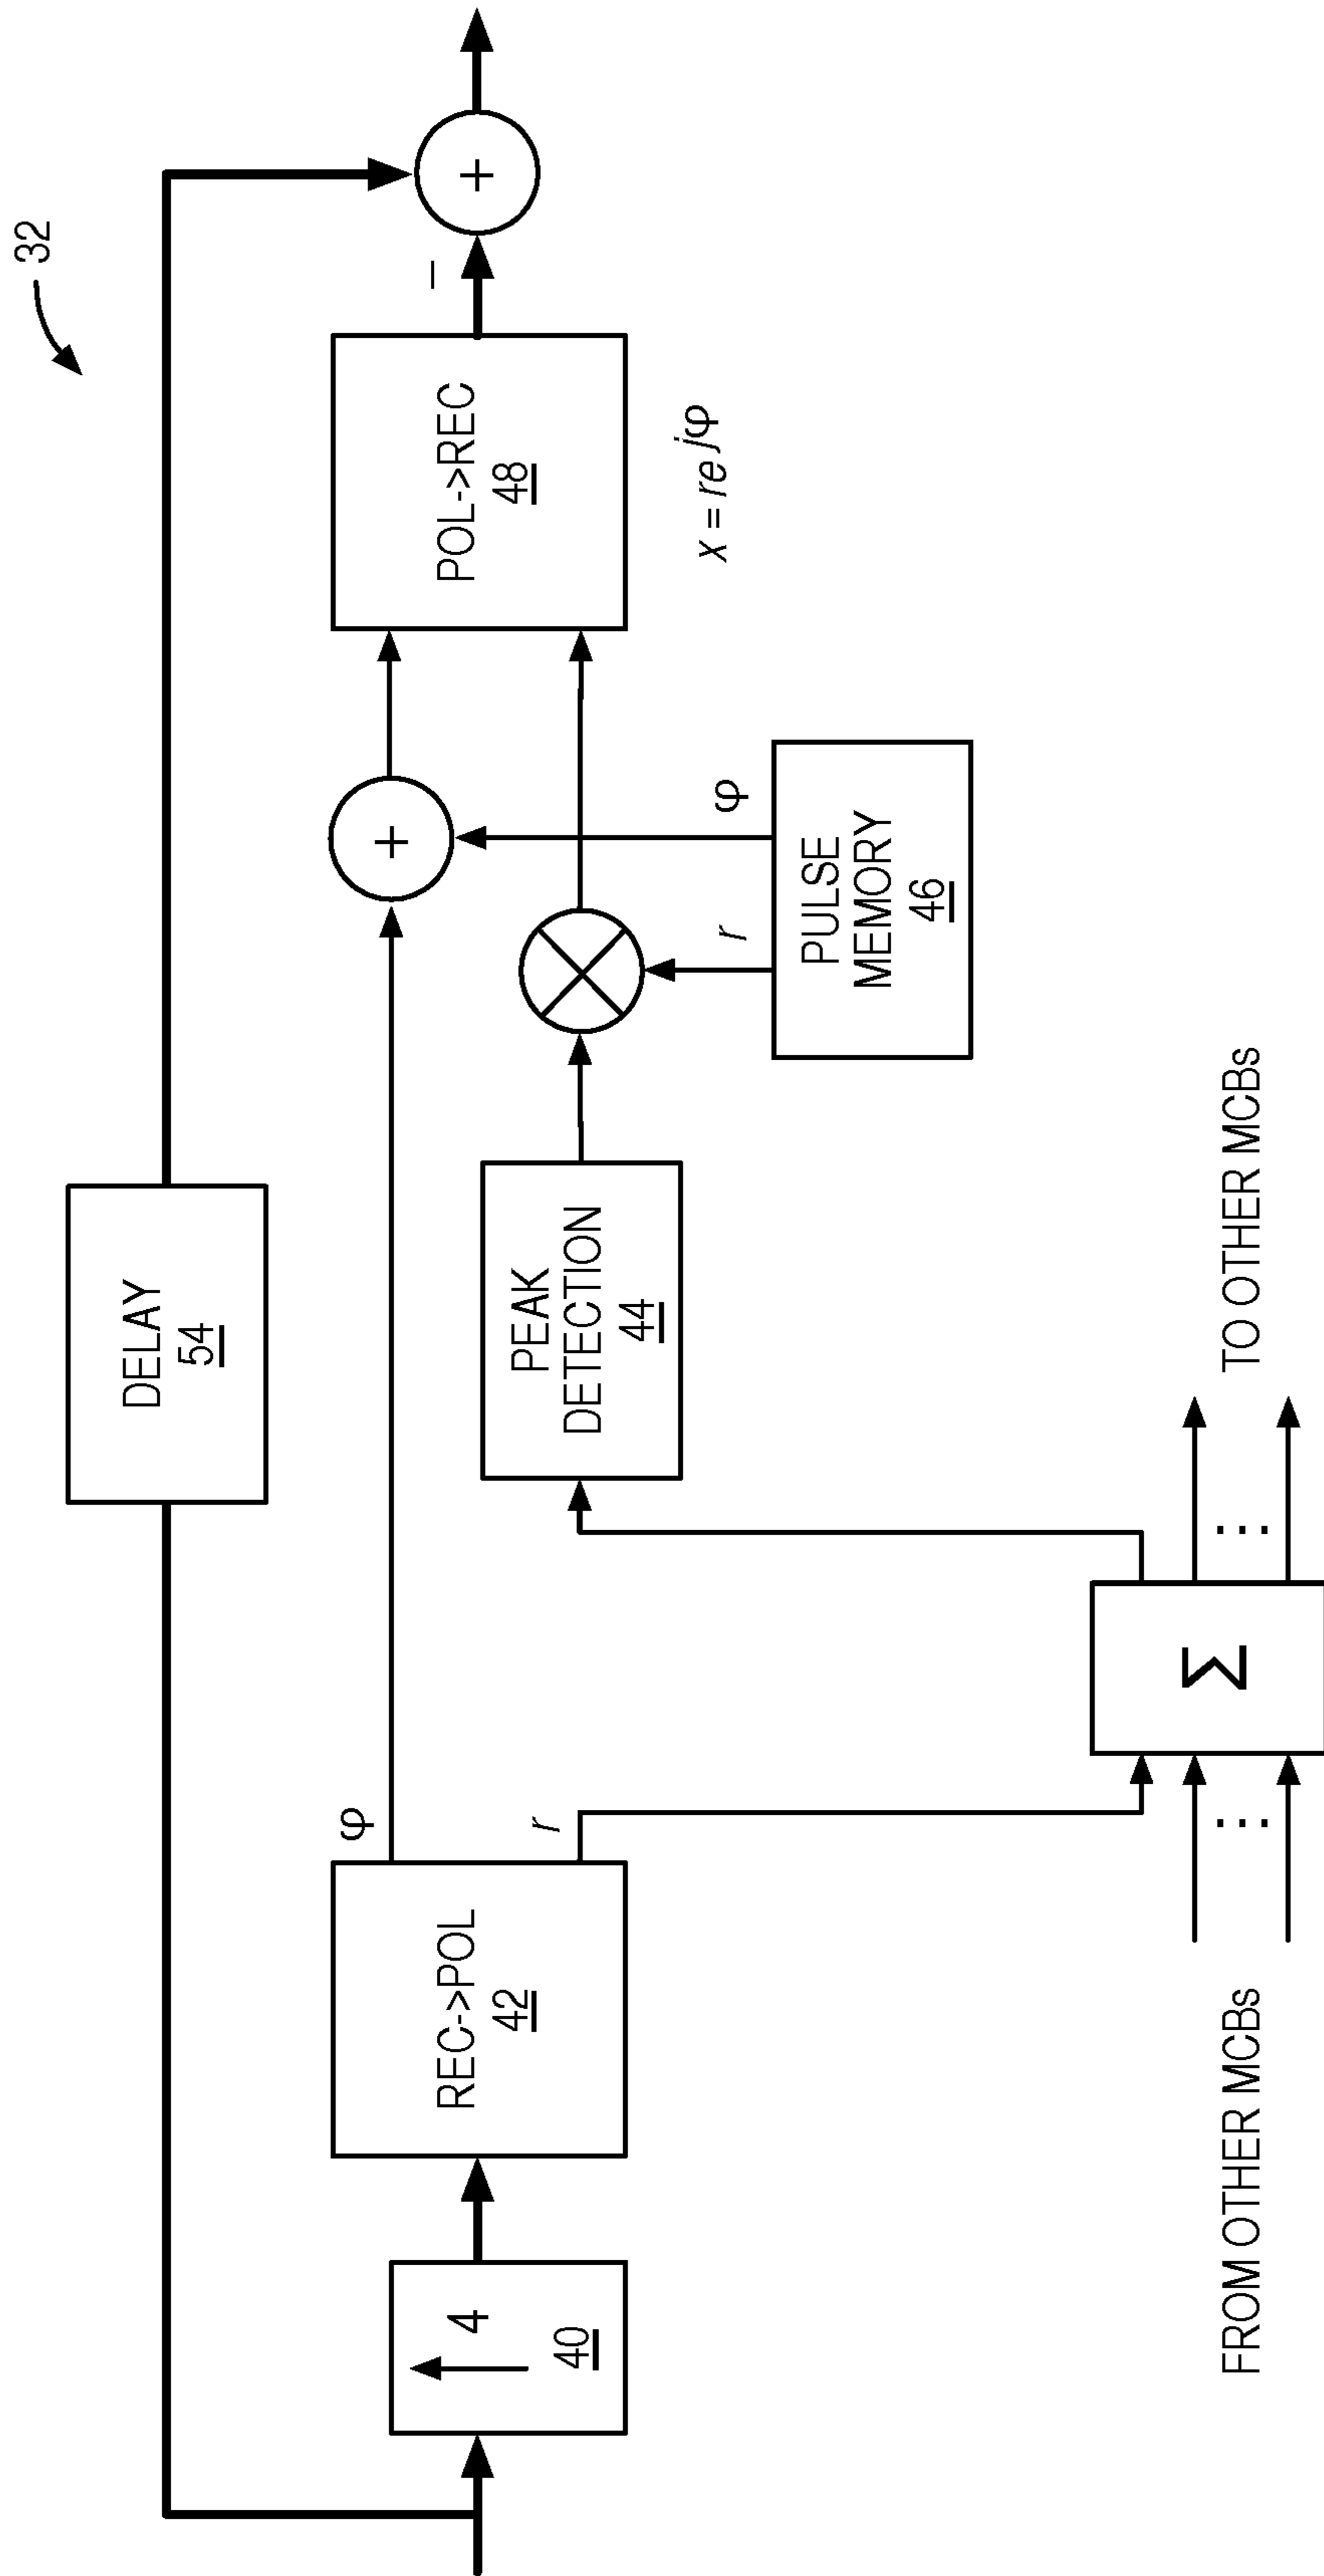 32
DELAY
54
+
–
4
40
REC->POL
42
φ
r
+
POL->REC
48
x = re jφ
PEAK
DETECTION
44
r
φ
PULSE
MEMORY
46
Σ
...
...
FROM OTHER MCBs
TO OTHER MCBs